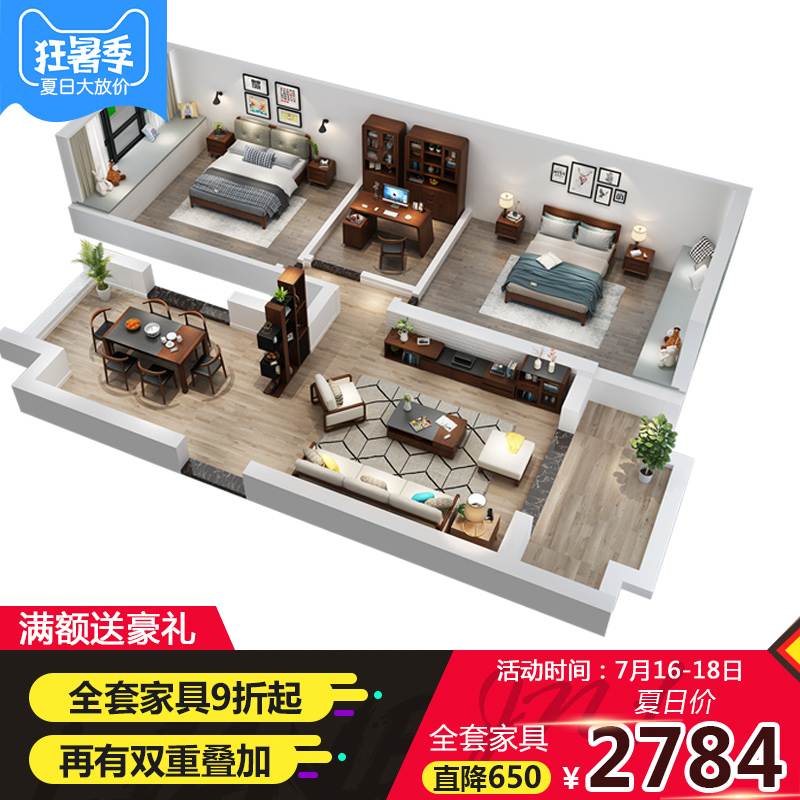 狂暑季
夏日大放价
满额送豪礼
全套家具9折起
再有双重叠加
活动时间：7月16-18日
夏日价
全套家具
直降650
¥2784